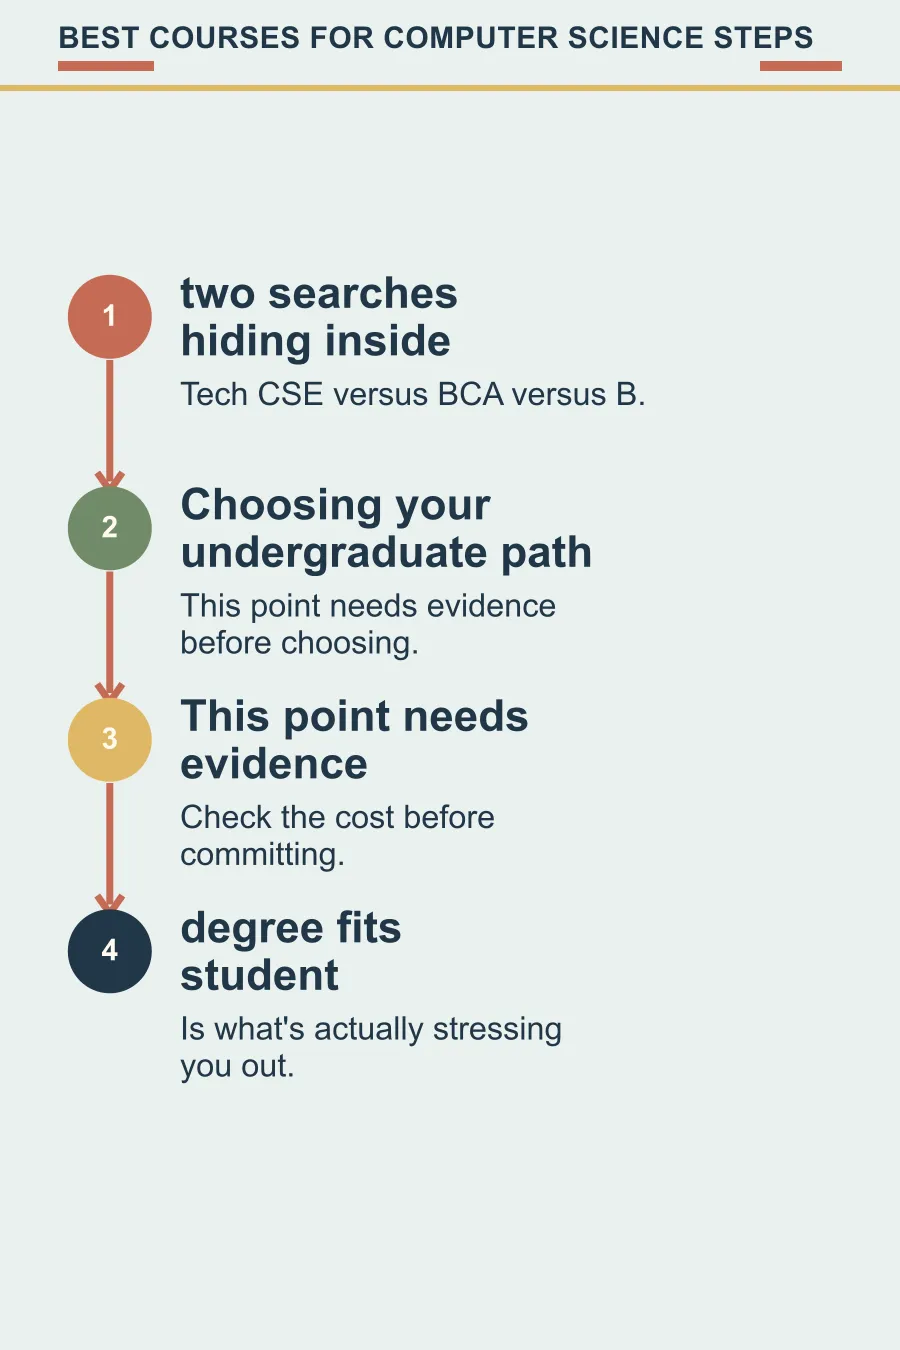 BEST COURSES FOR COMPUTER SCIENCE STEPS
1
two searches
hiding inside
Tech CSE versus BCA versus B.
2
Choosing your
undergraduate path
This point needs evidence
before choosing.
3
This point needs
evidence
Check the cost before
committing.
4
degree fits
student
Is what's actually stressing
you out.